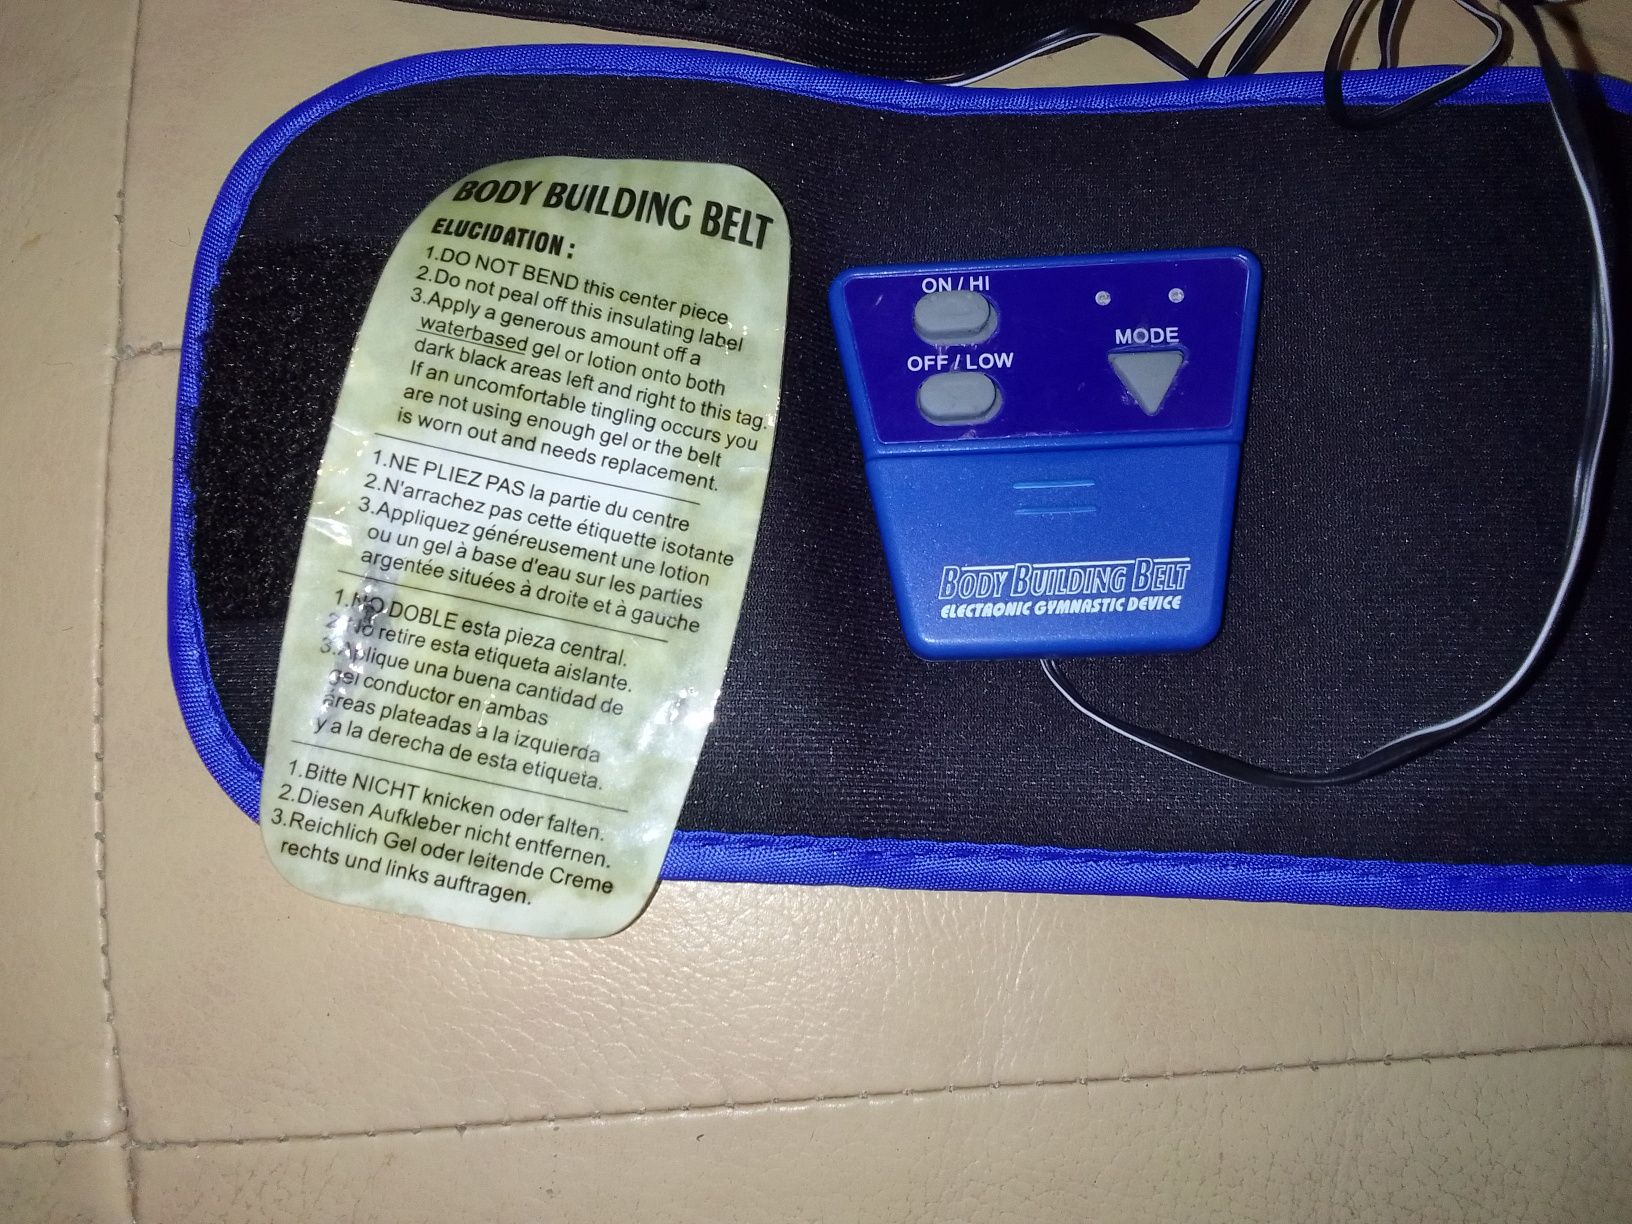 BODY BUILDING BELT
ELUCIDATION :
1.DO NOT BEND this center piece
2.Do not peal off this insulating label
3.Apply a generous amount off a
waterbased gel or lotion onto both
dark black areas left and right to this tag.
If an uncomfortable tingling occurs you
are not using enough gel or the belt
is worn out and needs replacement.
1.NE PLIEZ PAS la partie du centre
2.N'arrachez pas cette étiquette isotante
3.Appliquez généreusement une lotion
ou un gel à base d'eau sur les parties
argentée situées à droite et à gauche
1.NO DOBLE esta pieza central.
2.No retire esta etiqueta aislante.
3.Aplique una buena cantidad de
gel conductor en ambas
áreas plateadas a la izquierda
y a la derecha de esta etiqueta.
1.Bitte NICHT knicken oder falten.
2.Diesen Aufkleber nicht entfernen.
3.Reichlich Gel oder leitende Creme
rechts und links auftragen.
ON / HI
OFF / LOW
MODE
BODY BUILDING BELT
ELECTRONIC GYMNASTIC DEVICE